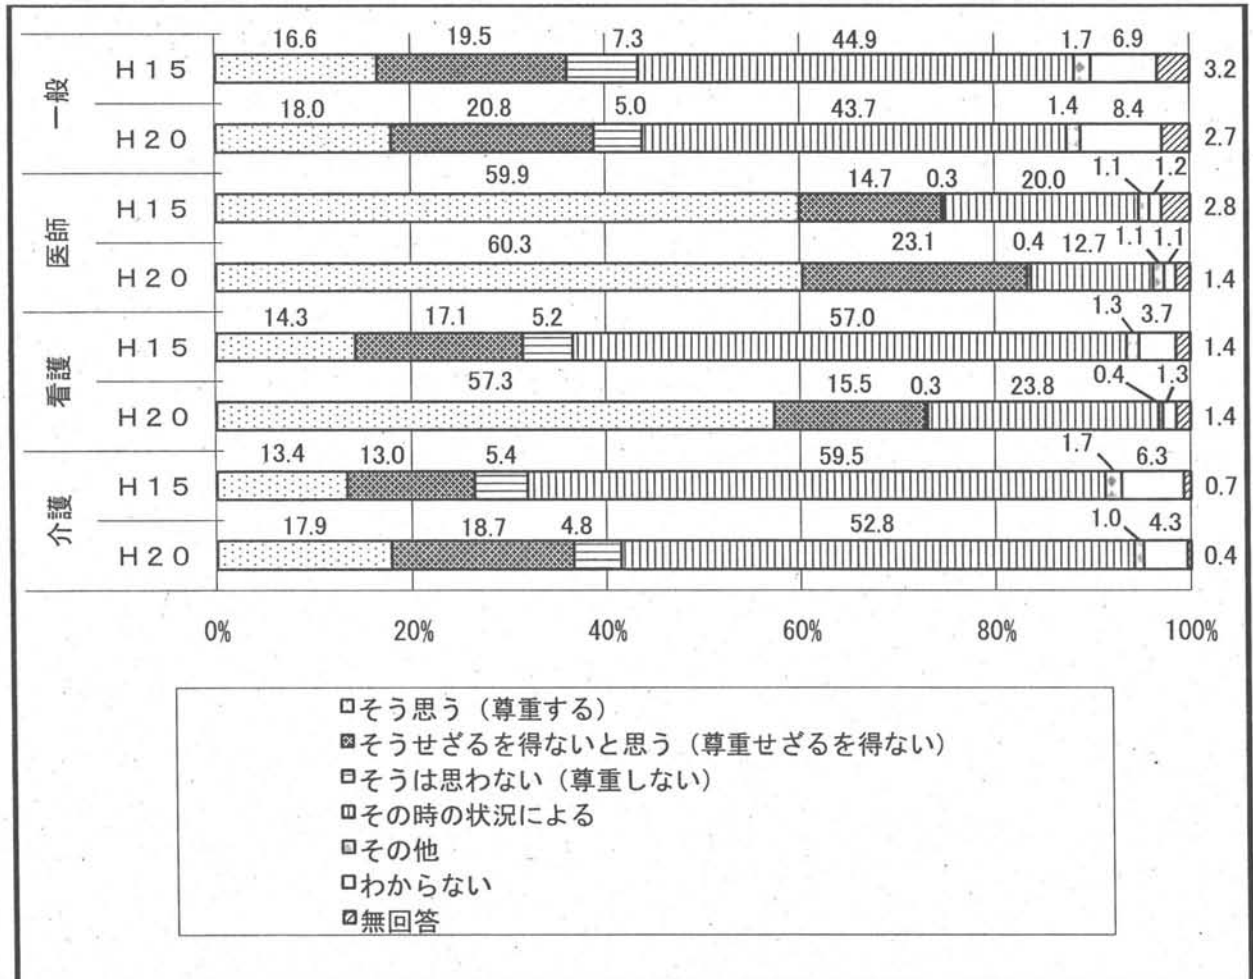 16.6 19.5 7.3 44.9 1.7 6.9
一般 H15 3.2
18.0 20.8 5.0 43.7 1.4 8.4
H20 2.7
59.9 14.7 0.3 20.0 1.1 1.2
医師 H15 2.8
60.3 23.1 0.4 12.7 1.1 1.1
H20 1.4
14.3 17.1 5.2 57.0 1.3 3.7
看護 H15 1.4
57.3 15.5 0.3 23.8 0.4 1.3
H20 1.4
13.4 13.0 5.4 59.5 1.7 6.3
介護 H15 0.7
17.9 18.7 4.8 52.8 1.0 4.3
H20 0.4
0% 20% 40% 60% 80% 100%
そう思う（尊重する）
そうせざるを得ないと思う（尊重せざるを得ない）
そうは思わない（尊重しない）
その時の状況による
その他
わからない
無回答